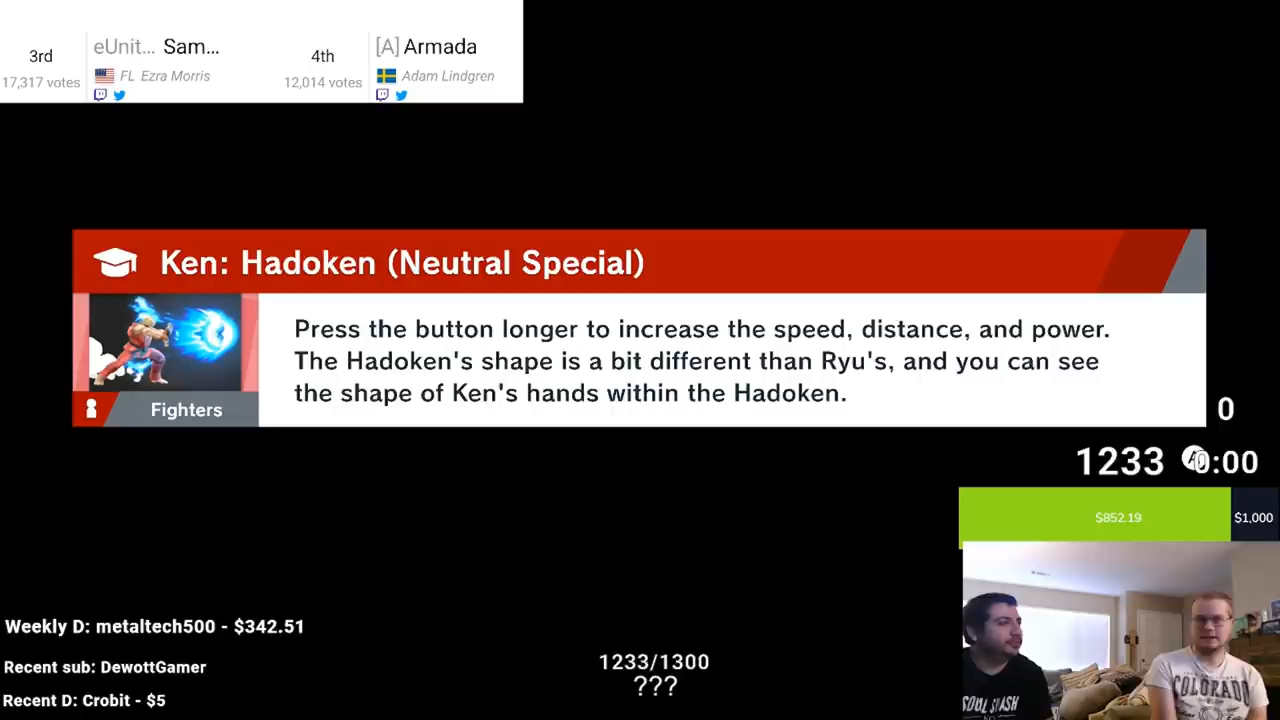 3rd
17,317 votes
eUnit... Sam...
FL Ezra Morris
4th
12,014 votes
[A] Armada
Adam Lindgren
Ken: Hadoken (Neutral Special)
Press the button longer to increase the speed, distance, and power.
The Hadoken's shape is a bit different than Ryu's, and you can see
the shape of Ken's hands within the Hadoken.
Fighters
0
1233
0:00
$852.19
$1,000
Weekly D: metaltech500 - $342.51
Recent sub: DewottGamer
Recent D: Crobit - $5
1233/1300
???
SOUL
COLORADO